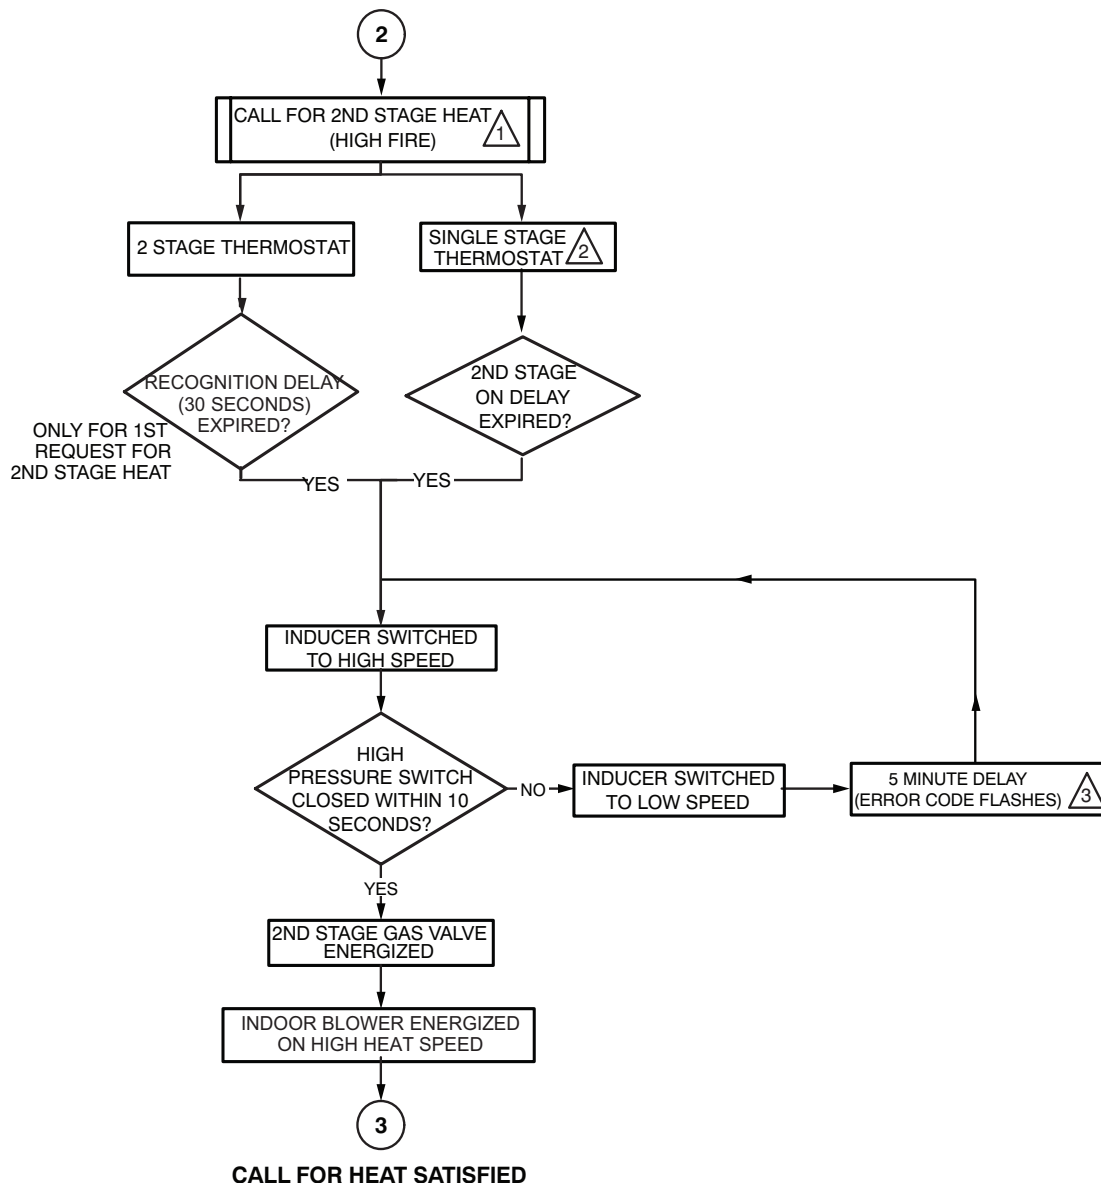 2
CALL FOR 2ND STAGE HEAT
(HIGH FIRE)
1
2 STAGE THERMOSTAT
SINGLE STAGE
THERMOSTAT
2
RECOGNITION DELAY
(30 SECONDS)
EXPIRED?
2ND STAGE
ON DELAY
EXPIRED?
ONLY FOR 1ST
REQUEST FOR
2ND STAGE HEAT
YES
YES
INDUCER SWITCHED
TO HIGH SPEED
HIGH
PRESSURE SWITCH
CLOSED WITHIN 10
SECONDS?
NO
INDUCER SWITCHED
TO LOW SPEED
5 MINUTE DELAY
(ERROR CODE FLASHES)
3
YES
2ND STAGE GAS VALVE
ENERGIZED
INDOOR BLOWER ENERGIZED
ON HIGH HEAT SPEED
3
CALL FOR HEAT SATISFIED